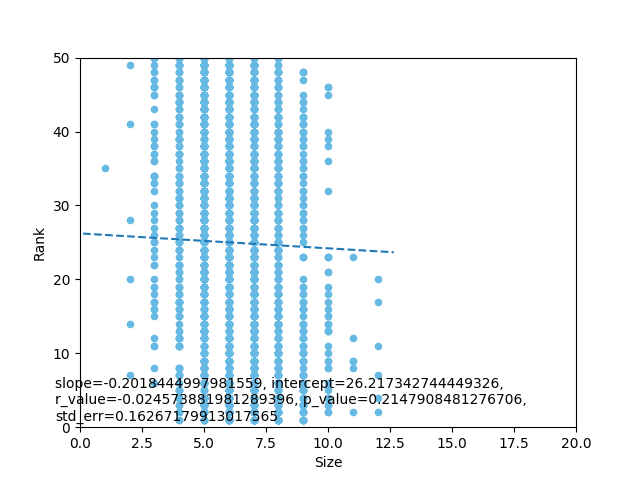 50
40
30
20
10
0
Rank
slope=-0.2018444997981559, intercept=26.217342744449326,
r_value=-0.024573881981289396, p_value=0.2147908481276706,
std_err=0.16267179913017565
0.0 2.5 5.0 7.5 10.0 12.5 15.0 17.5 20.0
Size